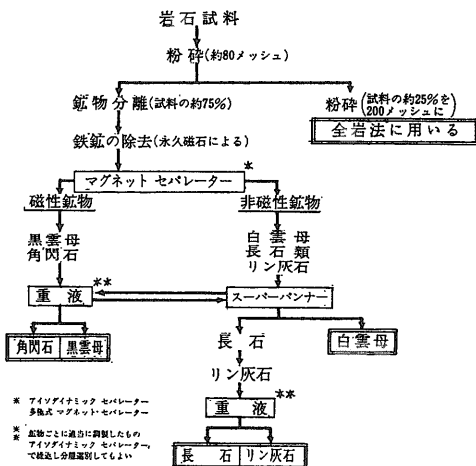 岩石試料
粉砕(約80メッシュ)
鉱物分離(試料の約75%)
粉砕(試料の約25%を
200メッシュに)
全岩法に用いる
鉄鉱の除去(永久磁石による)
マグネット セパレーター*
磁性鉱物
非磁性鉱物
黒雲母
角閃石
白雲母
長石類
リン灰石
重液**
スーパーパンナー
角閃石
黒雲母
長石
白雲母
リン灰石
重液**
長石
リン灰石
* アイソダイナミック セパレーター
多極式 マグネット・セパレーター
** 鉱物ごとに適当に調製したもの
アイソダイナミック セパレーター,
で繰返し分離選別してもよい